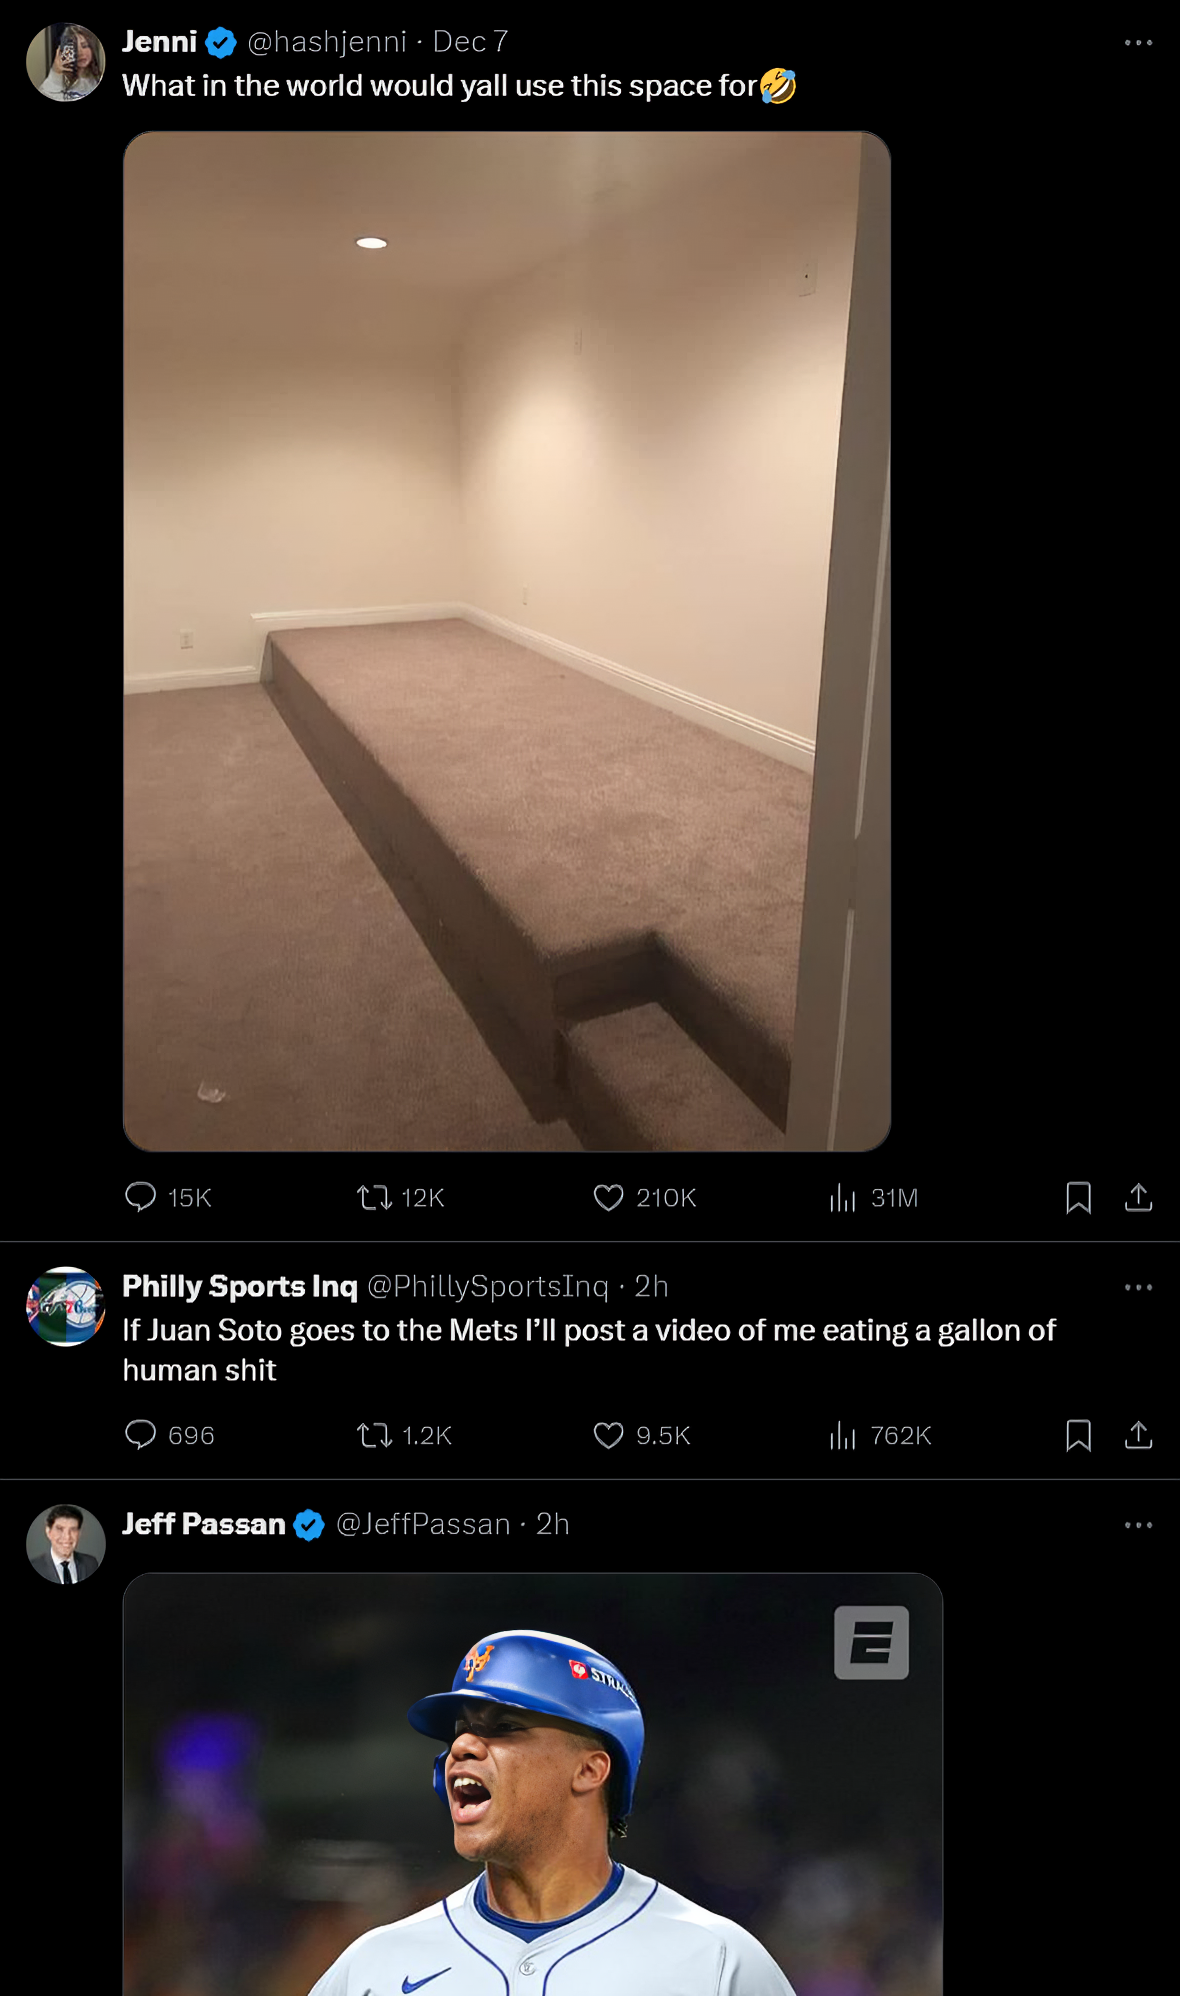 Jenni @hashjenni · Dec 7
What in the world would yall use this space for🤣
15K 12K 210K 31M
Philly Sports Inq @PhillySportsInq · 2h
If Juan Soto goes to the Mets I’ll post a video of me eating a gallon of
human shit
696 1.2K 9.5K 762K
Jeff Passan @JeffPassan · 2h
E
NY